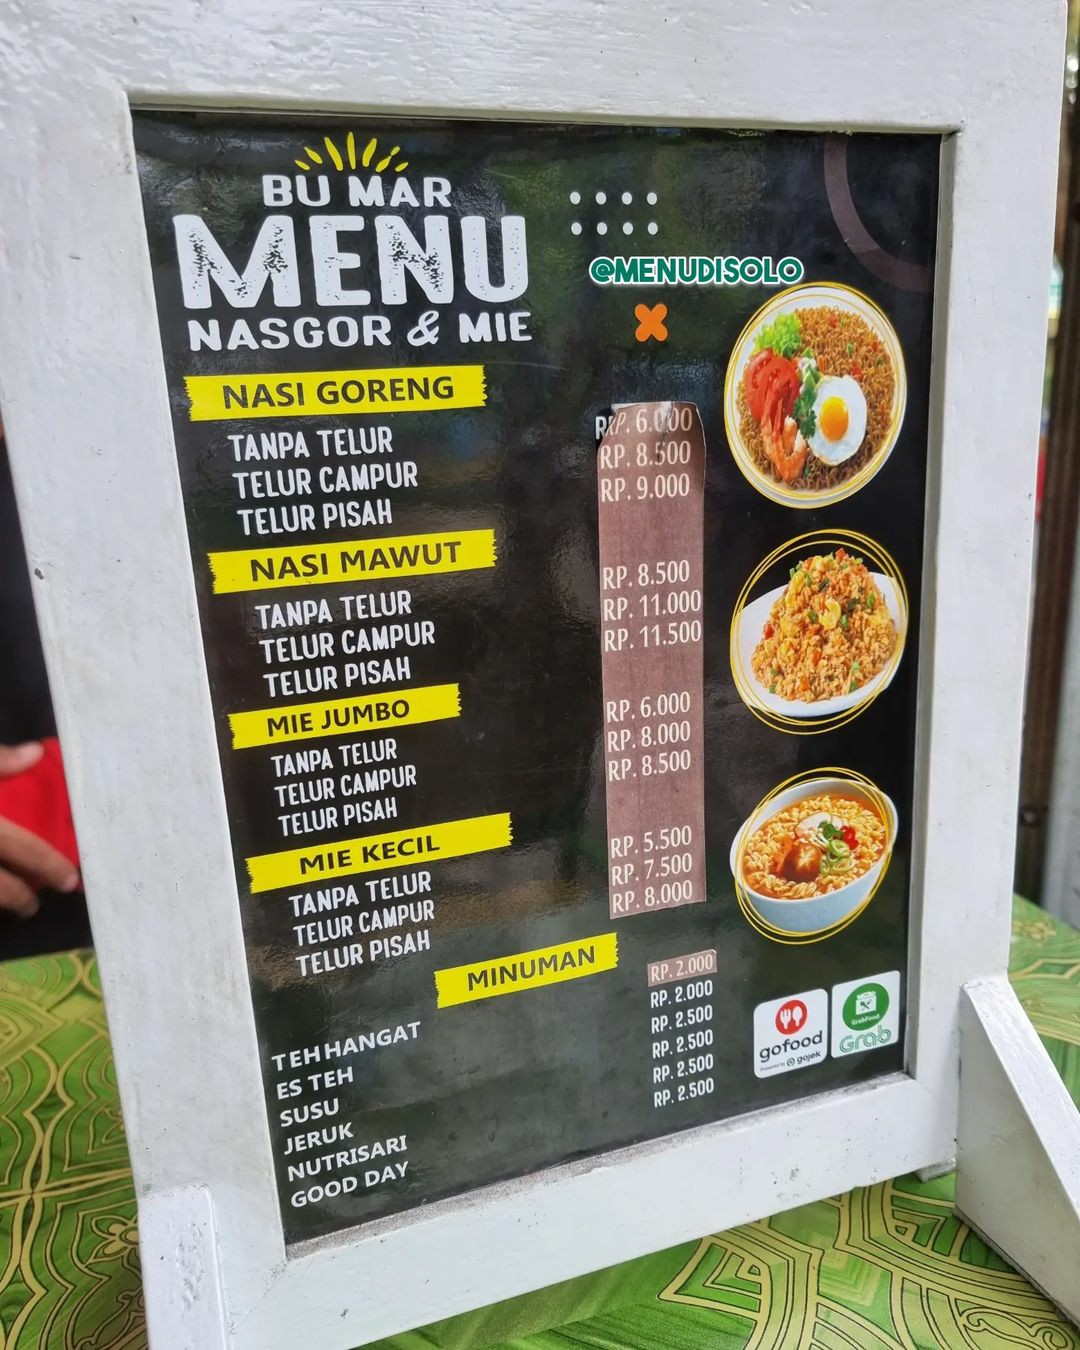 BU MAR
MENU
NASGOR & MIE
@MENUDISOLO
NASI GORENG
TANPA TELUR RP. 6.000
TELUR CAMPUR RP. 8.500
TELUR PISAH RP. 9.000
NASI MAWUT
TANPA TELUR RP. 8.500
TELUR CAMPUR RP. 11.000
TELUR PISAH RP. 11.500
MIE JUMBO
TANPA TELUR RP. 6.000
TELUR CAMPUR RP. 8.000
TELUR PISAH RP. 8.500
MIE KECIL
TANPA TELUR RP. 5.500
TELUR CAMPUR RP. 7.500
TELUR PISAH RP. 8.000
MINUMAN
TEH HANGAT RP. 2.000
ES TEH RP. 2.000
SUSU RP. 2.500
JERUK RP. 2.500
NUTRISARI RP. 2.500
GOOD DAY RP. 2.500
gofood
Powered by gojek
GrabFood
Grab